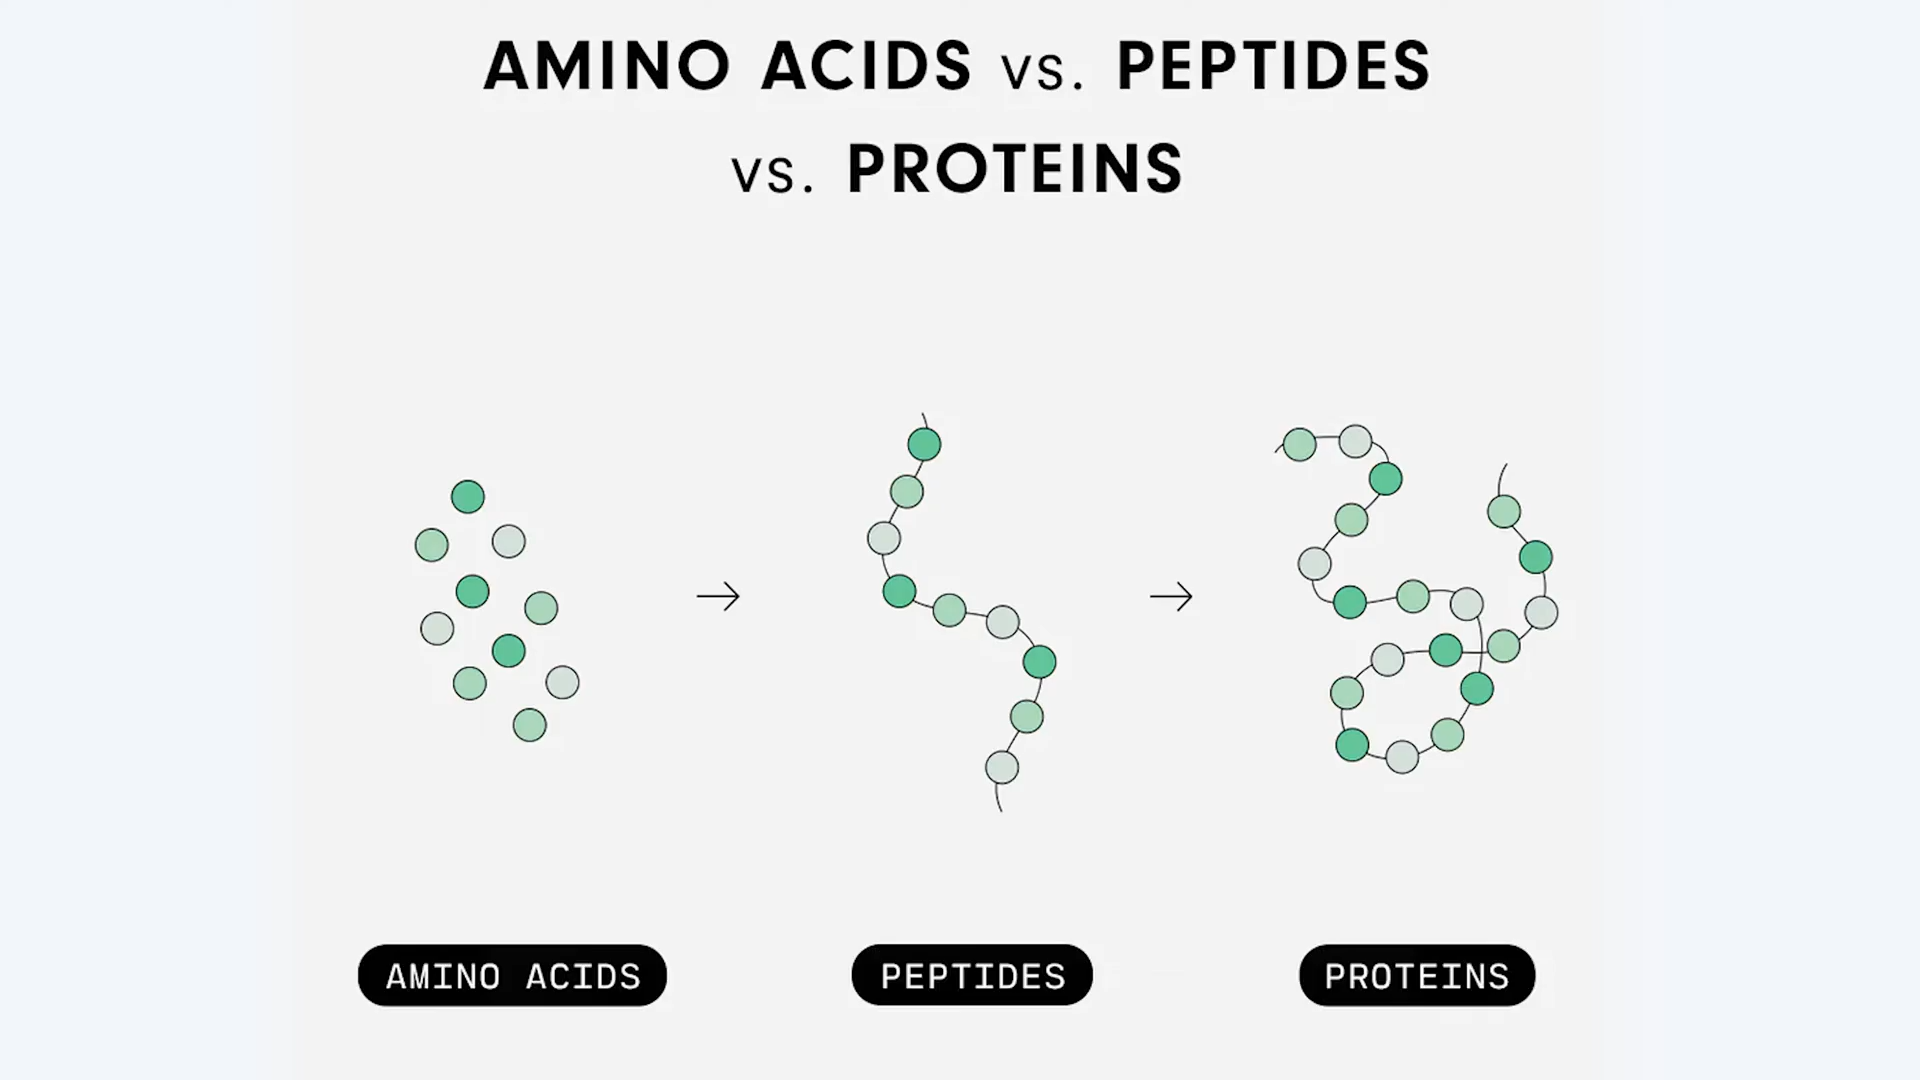 AMINO ACIDS vs. PEPTIDES
vs. PROTEINS
AMINO ACIDS
PEPTIDES
PROTEINS